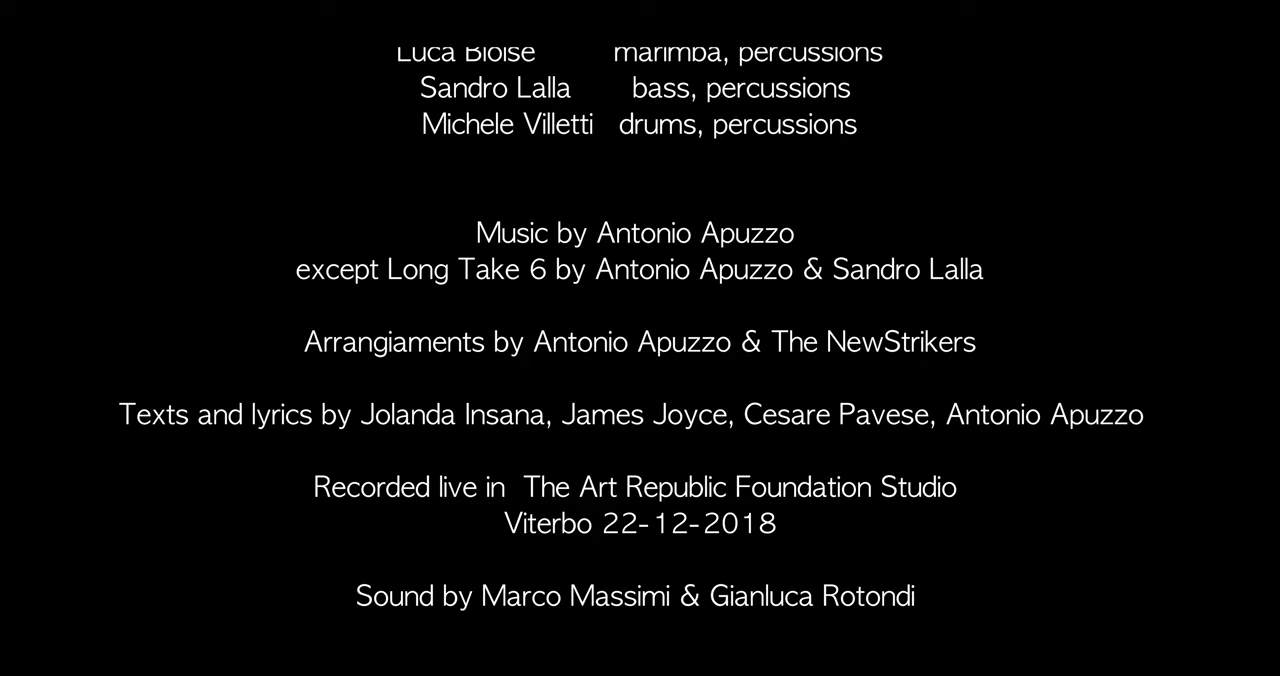 Luca Bloise marimba, percussions
Sandro Lalla bass, percussions
Michele Villetti drums, percussions
Music by Antonio Apuzzo
except Long Take 6 by Antonio Apuzzo & Sandro Lalla
Arrangiaments by Antonio Apuzzo & The NewStrikers
Texts and lyrics by Jolanda Insana, James Joyce, Cesare Pavese, Antonio Apuzzo
Recorded live in The Art Republic Foundation Studio
Viterbo 22-12-2018
Sound by Marco Massimi & Gianluca Rotondi